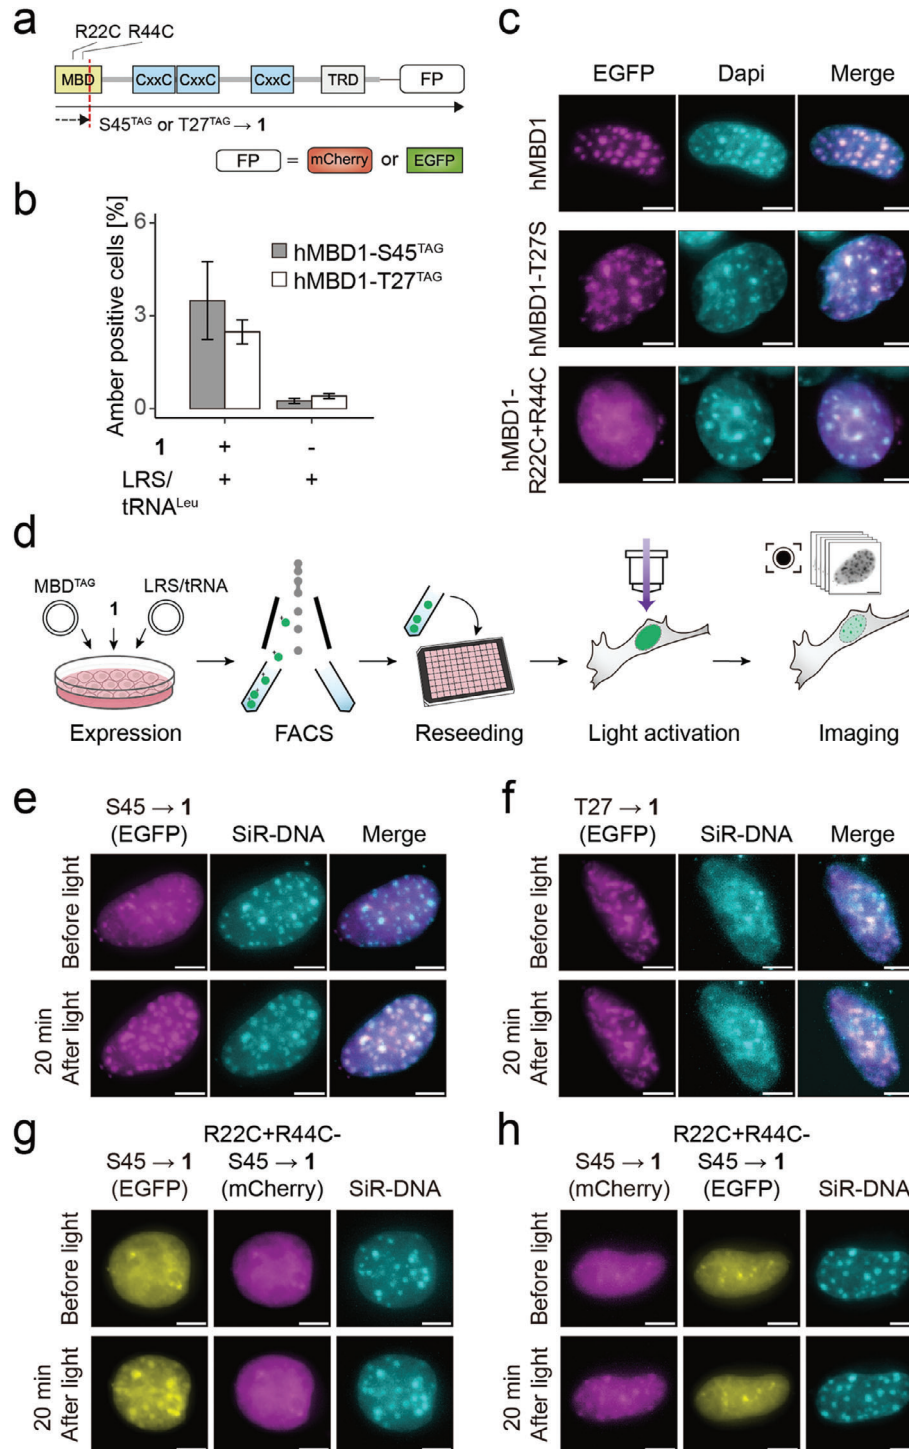 a
R22C R44C
MBD CxxC CxxC CxxC TRD FP
S45TAG or T27TAG → 1
FP = mCherry or EGFP
b
Amber positive cells [%]
6
3
0
hMBD1-S45TAG
hMBD1-T27TAG
1 + -
LRS/ + +
tRNALeu
c
EGFP Dapi Merge
hMBD1
hMBD1-T27S
hMBD1-
R22C+R44C
d
MBDTAG 1 LRS/tRNA
Expression FACS Reseeding Light activation Imaging
e
S45 → 1
(EGFP) SiR-DNA Merge
Before light
20 min
After light
f
T27 → 1
(EGFP) SiR-DNA Merge
Before light
20 min
After light
g
R22C+R44C-
S45 → 1 S45 → 1
(EGFP) (mCherry) SiR-DNA
Before light
20 min
After light
h
R22C+R44C-
S45 → 1 S45 → 1
(mCherry) (EGFP) SiR-DNA
Before light
20 min
After light